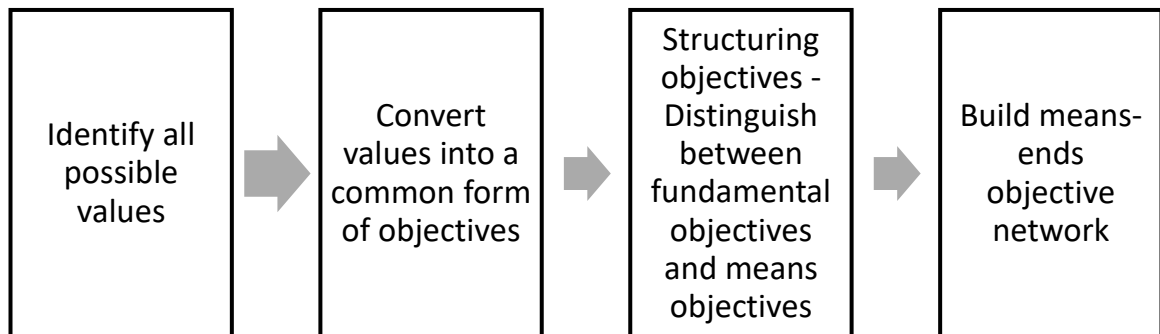 Identify all
possible
values
Convert
values into a
common form
of objectives
Structuring
objectives -
Distinguish
between
fundamental
objectives
and means
objectives
Build means-
ends
objective
network